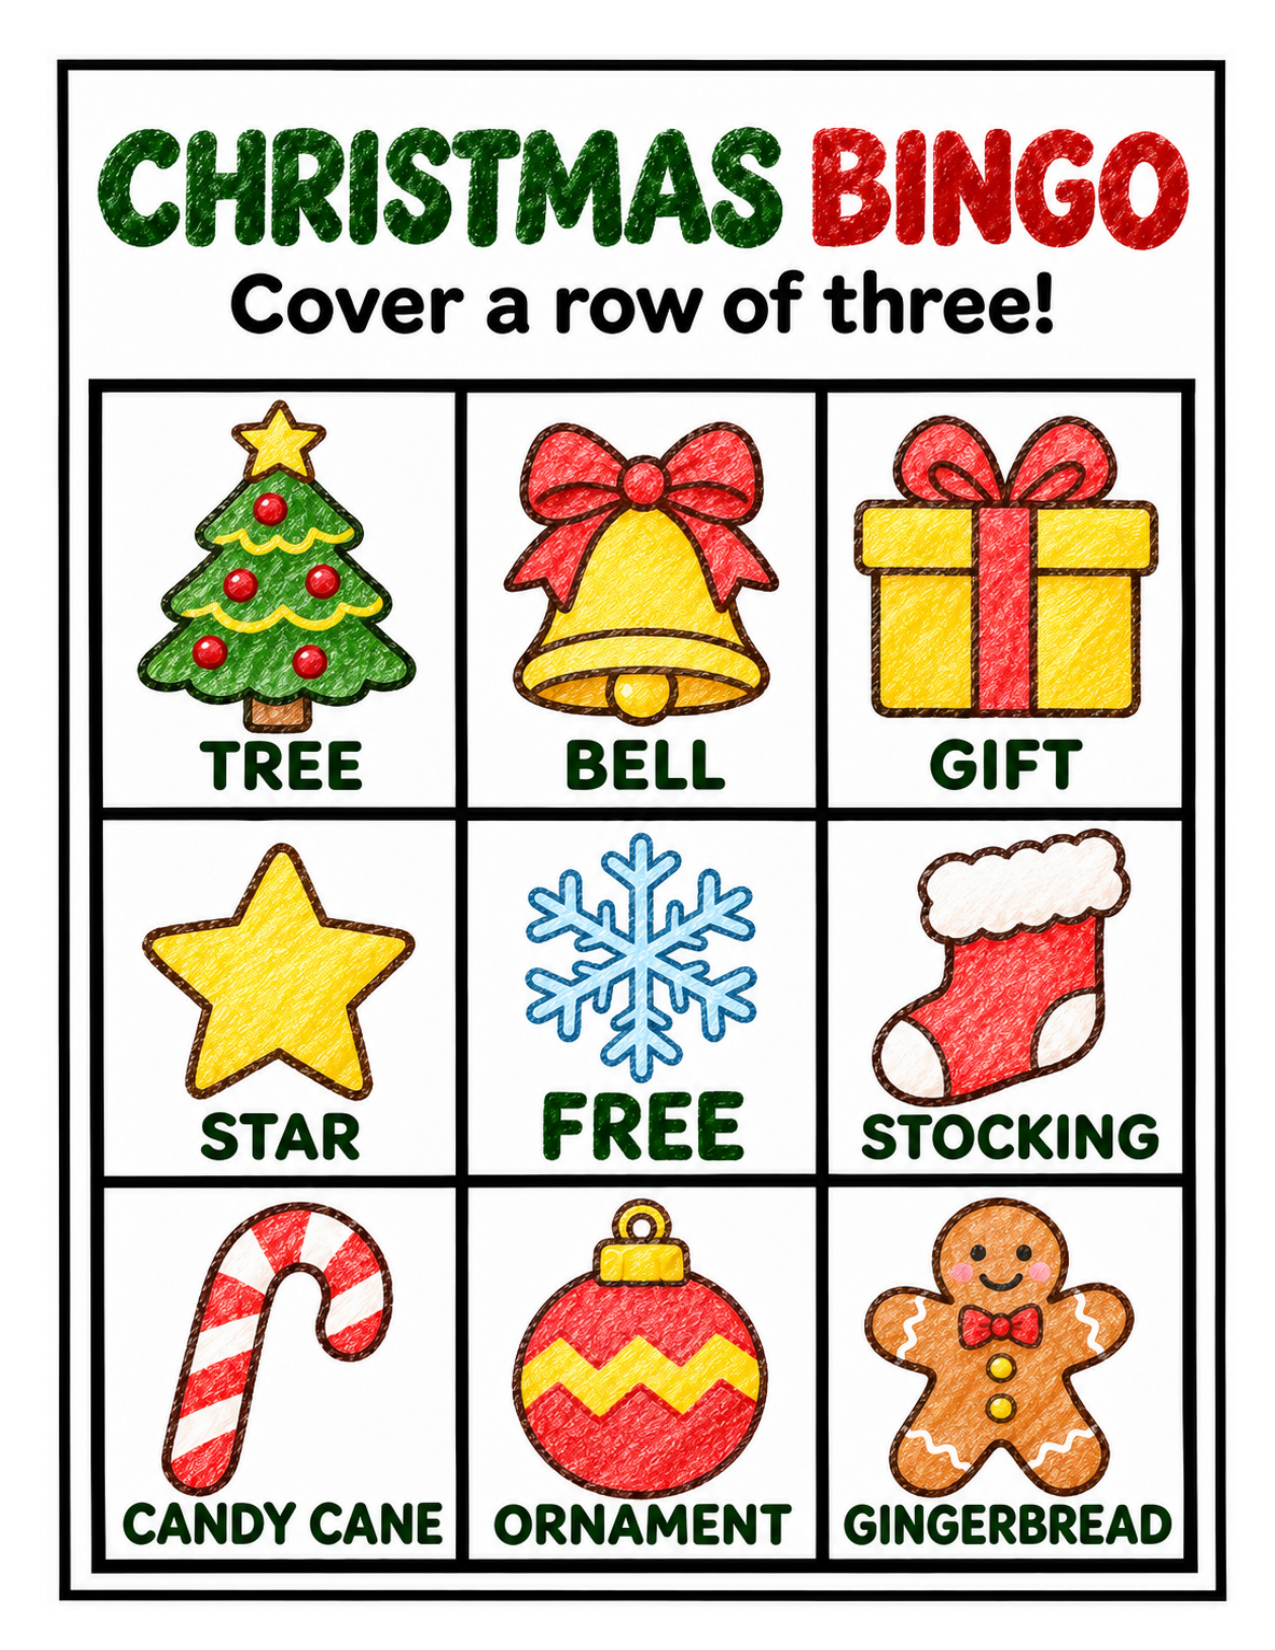 CHRISTMAS BINGO
Cover a row of three!
TREE
BELL
GIFT
STAR
FREE
STOCKING
CANDY CANE
ORNAMENT
GINGERBREAD